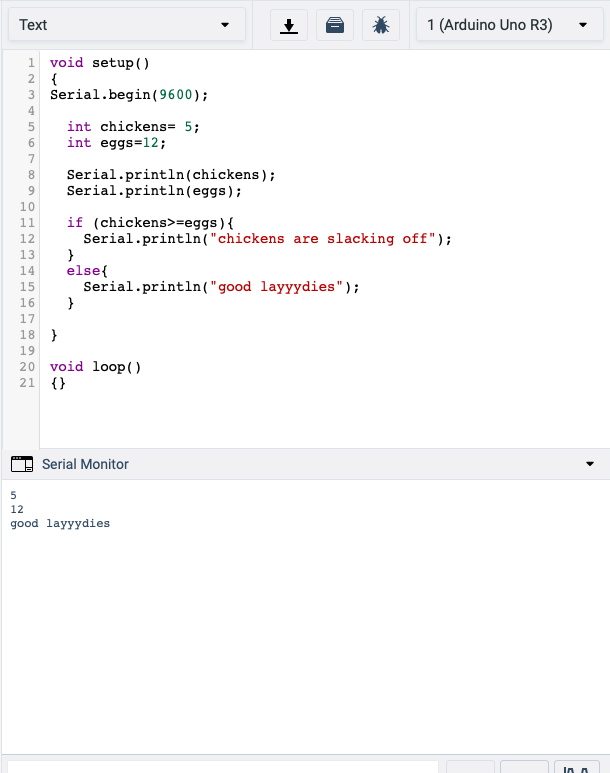 Text
1 (Arduino Uno R3)
1 void setup()
2 {
3 Serial.begin(9600);
4
5   int chickens= 5;
6   int eggs=12;
7
8   Serial.println(chickens);
9   Serial.println(eggs);
10
11   if (chickens>=eggs){
12     Serial.println("chickens are slacking off");
13   }
14   else{
15     Serial.println("good layyydies");
16   }
17
18 }
19
20 void loop()
21 {}
Serial Monitor
5
12
good layyydies